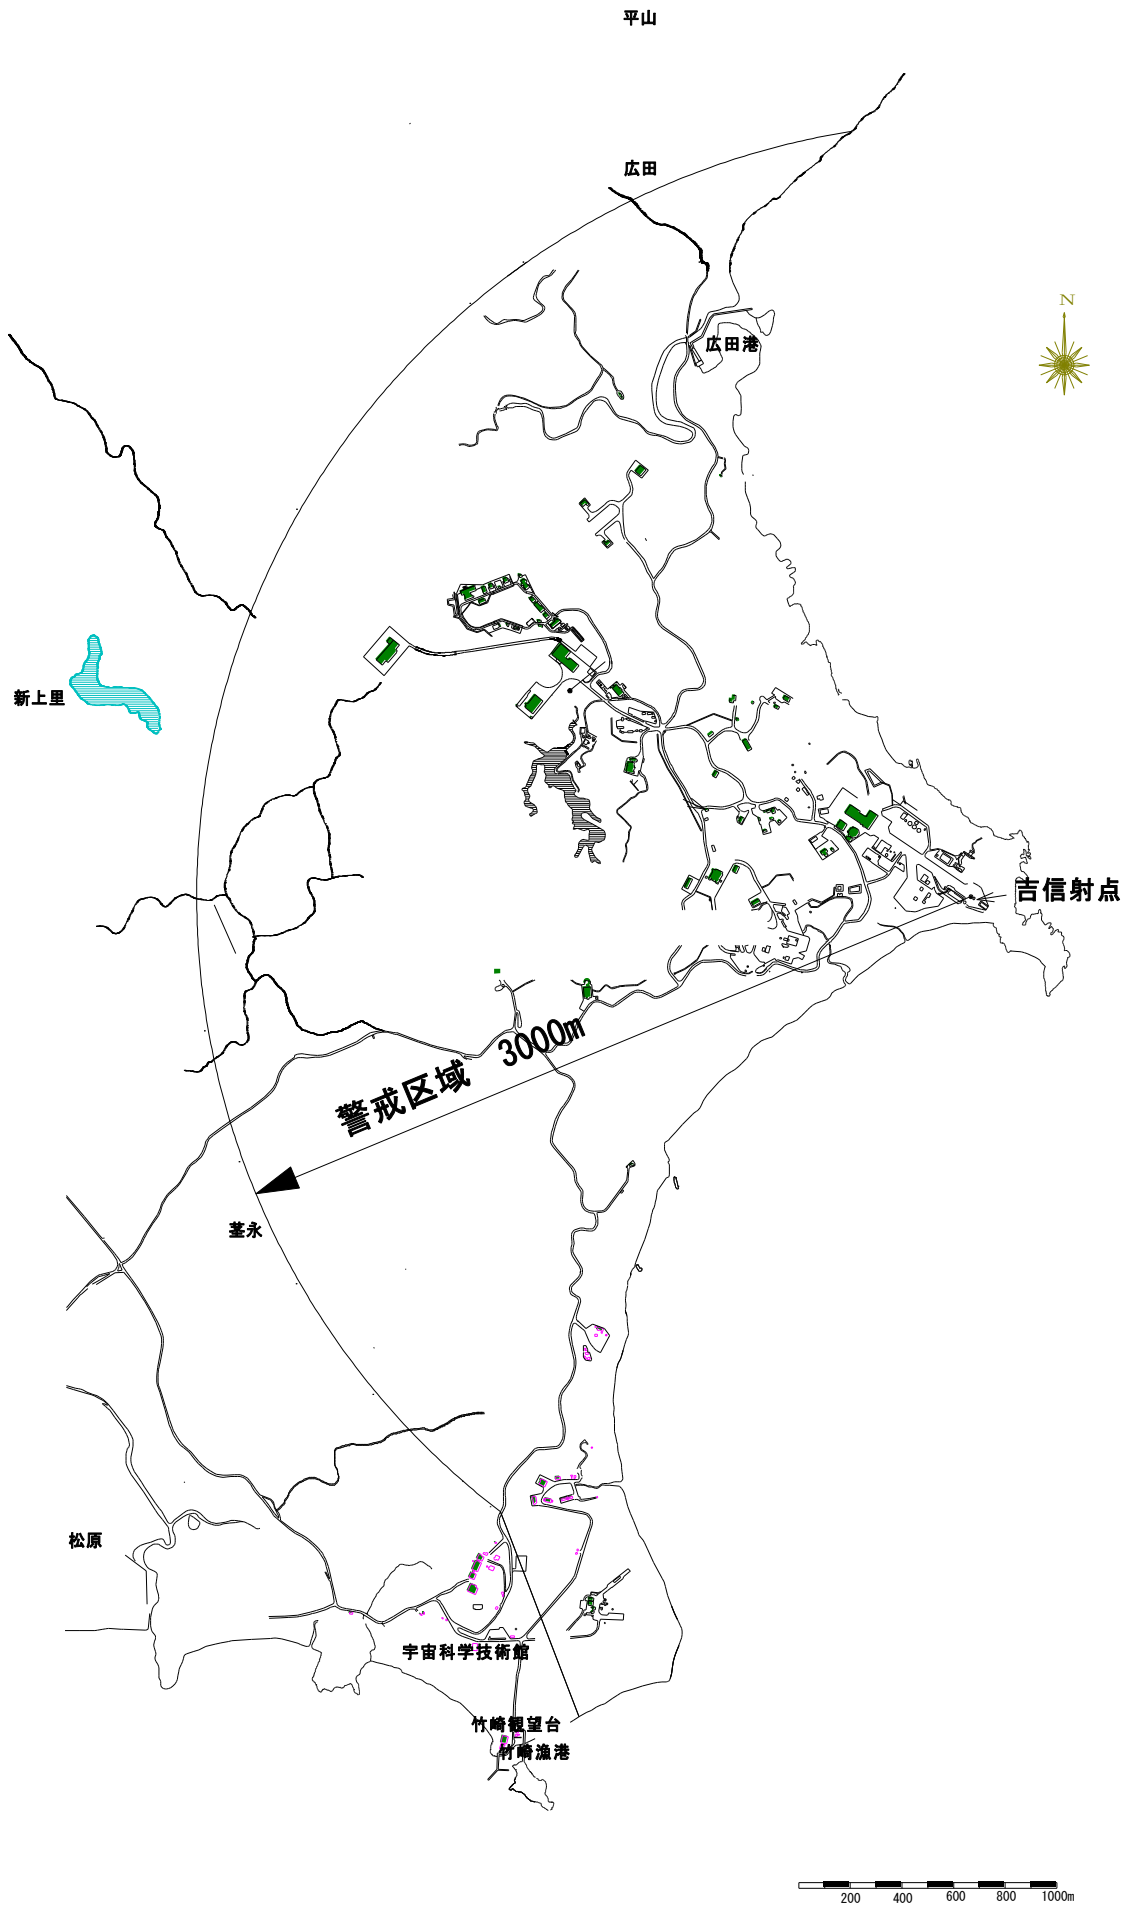 平山
広田
N
広田港
新上里
吉信射点
警戒区域 3000m
茎永
松原
宇宙科学技術館
竹崎観望台
竹崎漁港
200 400 600 800 1000m